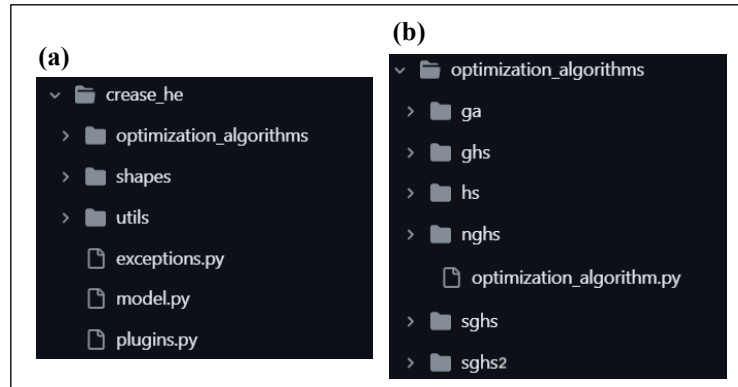 (a)
crease_he
optimization_algorithms
shapes
utils
exceptions.py
model.py
plugins.py
(b)
optimization_algorithms
ga
ghs
hs
nghs
optimization_algorithm.py
sghs
sghs2